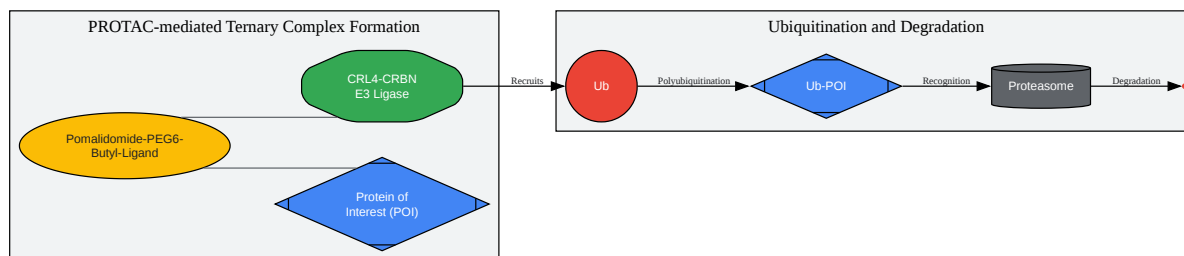 PROTAC-mediated Ternary Complex Formation
CRL4-CRBN
E3 Ligase
Pomalidomide-PEG6-
Butyl-Ligand
Protein of
Interest (POI)
Recruits
Ubiquitination and Degradation
Ub
Polyubiquitination
Ub-POI
Recognition
Proteasome
Degradation